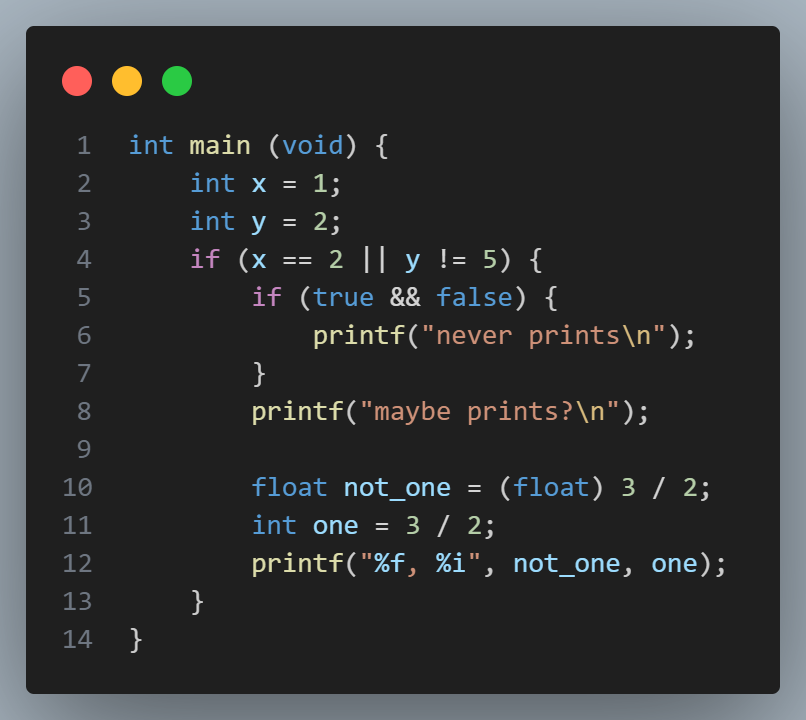 1 int main (void) {
2     int x = 1;
3     int y = 2;
4     if (x == 2 || y != 5) {
5         if (true && false) {
6             printf("never prints\n");
7         }
8         printf("maybe prints?\n");
9
10         float not_one = (float) 3 / 2;
11         int one = 3 / 2;
12         printf("%f, %i", not_one, one);
13     }
14 }